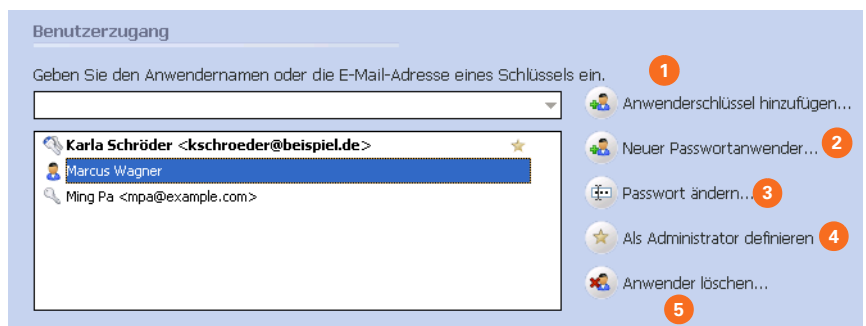 Benutzerzugang
Geben Sie den Anwendernamen oder die E-Mail-Adresse eines Schlüssels ein.
1
Anwenderschlüssel hinzufügen...
Karla Schröder <kschroeder@beispiel.de>
Neuer Passwortanwender... 2
Marcus Wagner
Ming Pa <mpa@example.com>
Passwort ändern... 3
Als Administrator definieren 4
Anwender löschen...
5